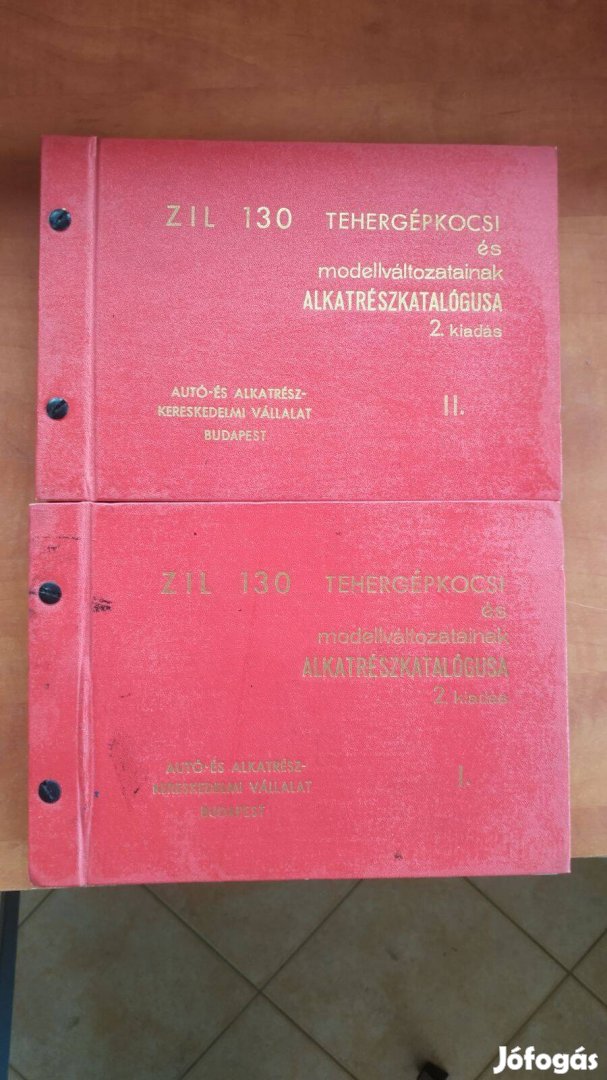 ZIL 130 TEHERGÉPKOCSI
és
modellváltozatainak
ALKATRÉSZKATALÓGUSA
2. kiadás
AUTÓ-ÉS ALKATRÉSZ-
KERESKEDELMI VÁLLALAT
BUDAPEST
II.
ZIL 130 TEHERGÉPKOCSI
és
modellváltozatainak
ALKATRÉSZKATALÓGUSA
2. kiadás
AUTÓ-ÉS ALKATRÉSZ-
KERESKEDELMI VÁLLALAT
BUDAPEST
I.
Jófogás